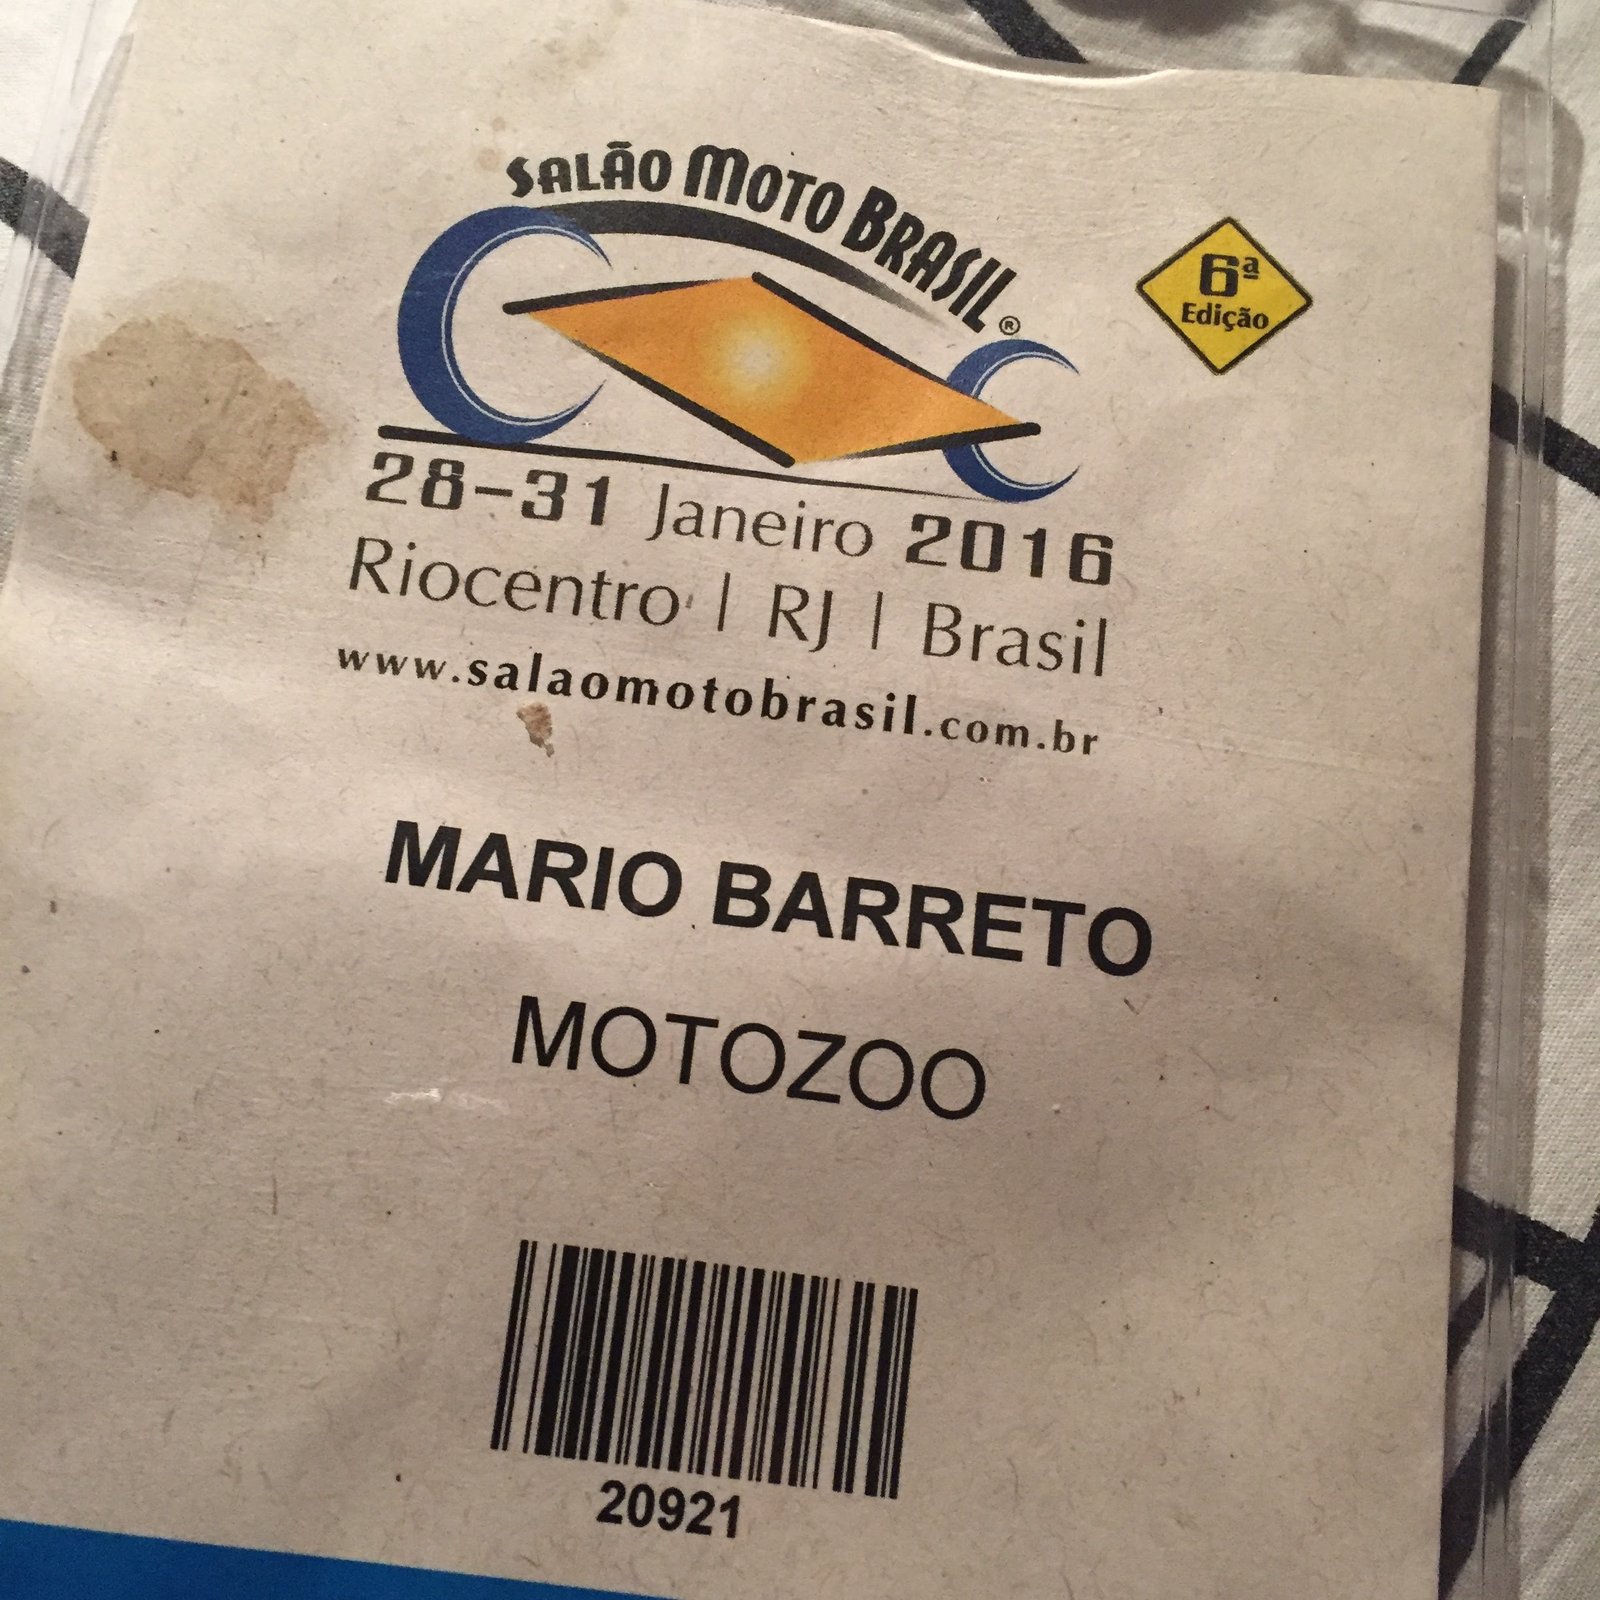 SALÃO MOTO BRASIL®
6ª
Edição
28-31 Janeiro 2016
Riocentro | RJ | Brasil
www.salaomotobrasil.com.br
MARIO BARRETO
MOTOZOO
20921